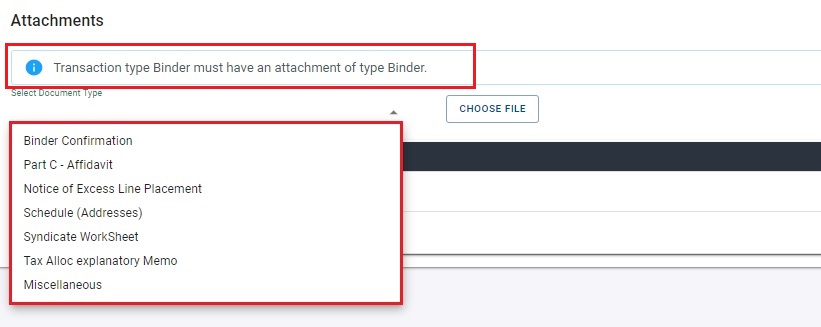 Attachments
Transaction type Binder must have an attachment of type Binder.
Select Document Type
CHOOSE FILE
Binder Confirmation
Part C - Affidavit
Notice of Excess Line Placement
Schedule (Addresses)
Syndicate WorkSheet
Tax Alloc explanatory Memo
Miscellaneous